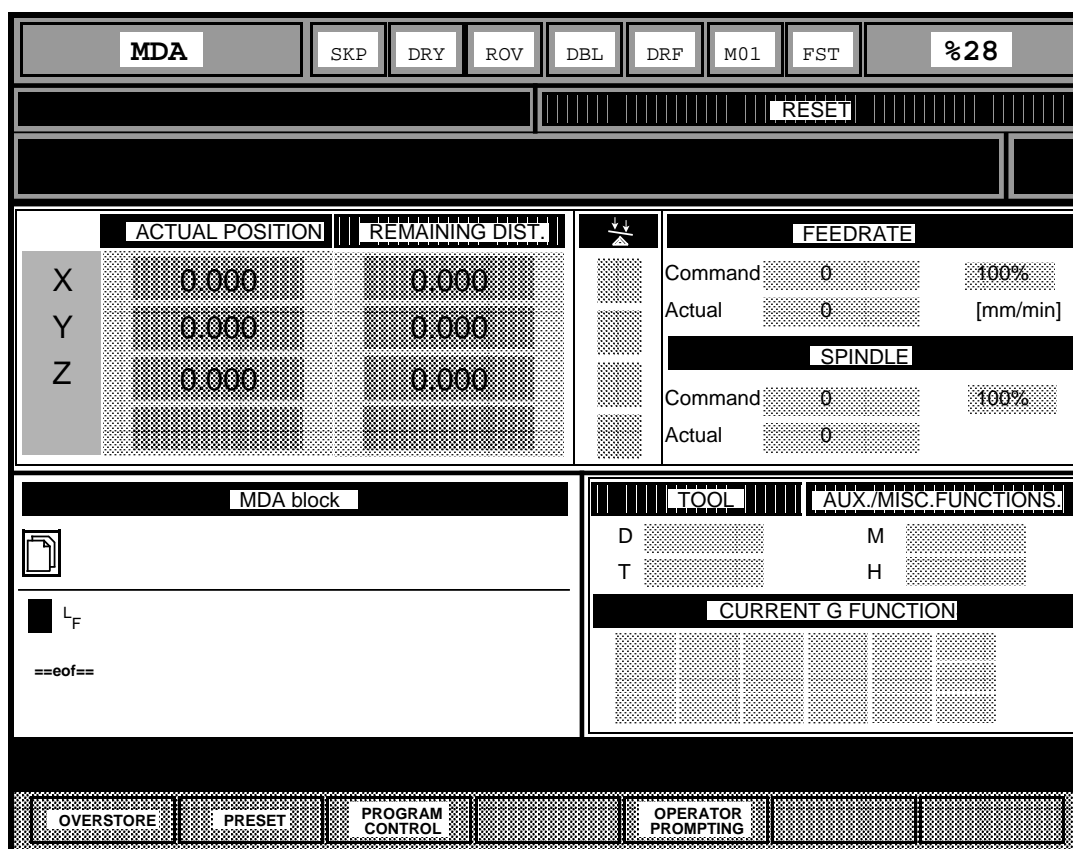 MDA SKP DRY ROV DBL DRF M01 FST %28
RESET
ACTUAL POSITION REMAINING DIST. FEEDRATE
X 0.000 0.000 Command 0 100%
Y 0.000 0.000 Actual 0 [mm/min]
SPINDLE
Z 0.000 0.000 Command 0 100%
Actual 0
MDA block TOOL AUX./MISC.FUNCTIONS.
D M
T H
CURRENT G FUNCTION
LF
==eof==
OVERSTORE PRESET PROGRAM CONTROL OPERATOR PROMPTING